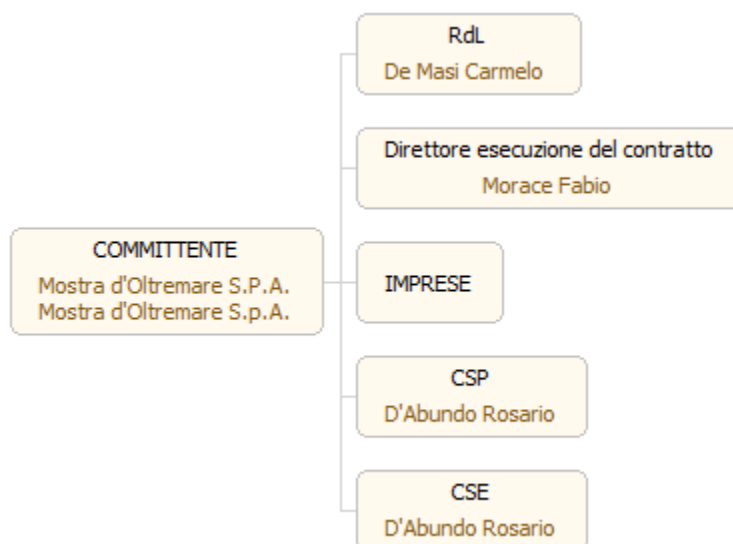 RdL
De Masi Carmelo
Direttore esecuzione del contratto
Morace Fabio
COMMITTENTE
Mostra d'Oltremare S.P.A.
Mostra d'Oltremare S.p.A.
IMPRESE
CSP
D'Abundo Rosario
CSE
D'Abundo Rosario